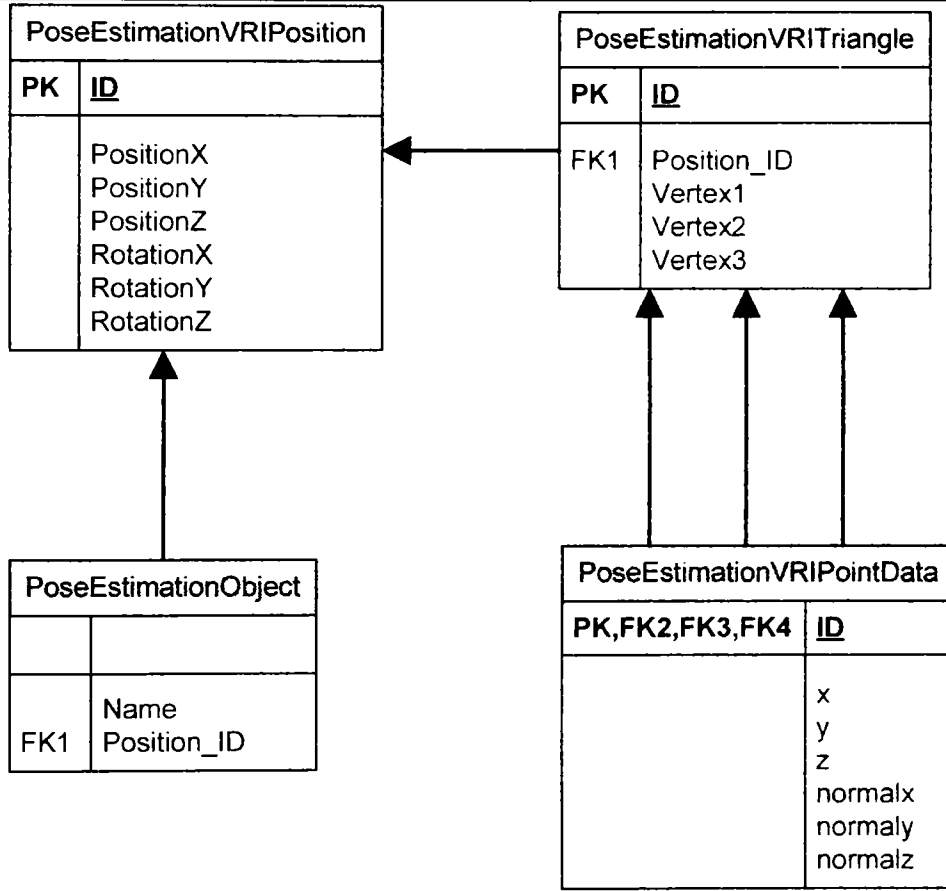 PoseEstimationVRIPosition
PK ID
PositionX
PositionY
PositionZ
RotationX
RotationY
RotationZ
PoseEstimationVRITriangle
PK ID
FK1 Position_ID
Vertex1
Vertex2
Vertex3
PoseEstimationObject
Name
FK1 Position_ID
PoseEstimationVRIPointData
PK,FK2,FK3,FK4 ID
x
y
z
normalx
normaly
normalz